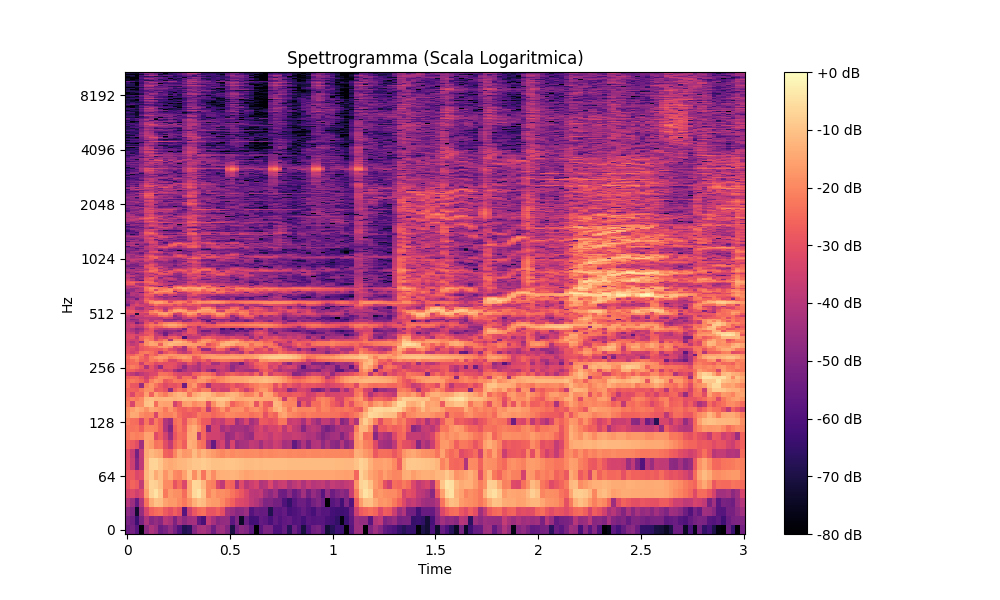 Spettrogramma (Scala Logaritmica)
Hz
8192
4096
2048
1024
512
256
128
64
0
0
0.5
1
1.5
2
2.5
3
Time
+0 dB
-10 dB
-20 dB
-30 dB
-40 dB
-50 dB
-60 dB
-70 dB
-80 dB